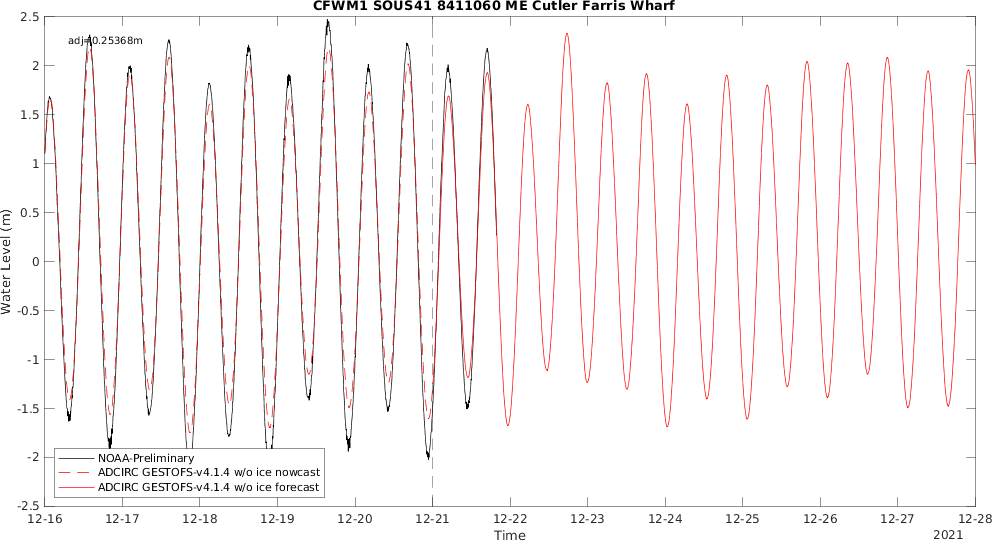 CFWM1 SOUS41 8411060 ME Cutler Farris Wharf
adj=0.25368m
Water Level (m)
2.5
2
1.5
1
0.5
0
-0.5
-1
-1.5
-2
-2.5
NOAA-Preliminary
ADCIRC GESTOFS-v4.1.4 w/o ice nowcast
ADCIRC GESTOFS-v4.1.4 w/o ice forecast
12-16 12-17 12-18 12-19 12-20 12-21 12-22 12-23 12-24 12-25 12-26 12-27 12-28
Time
2021